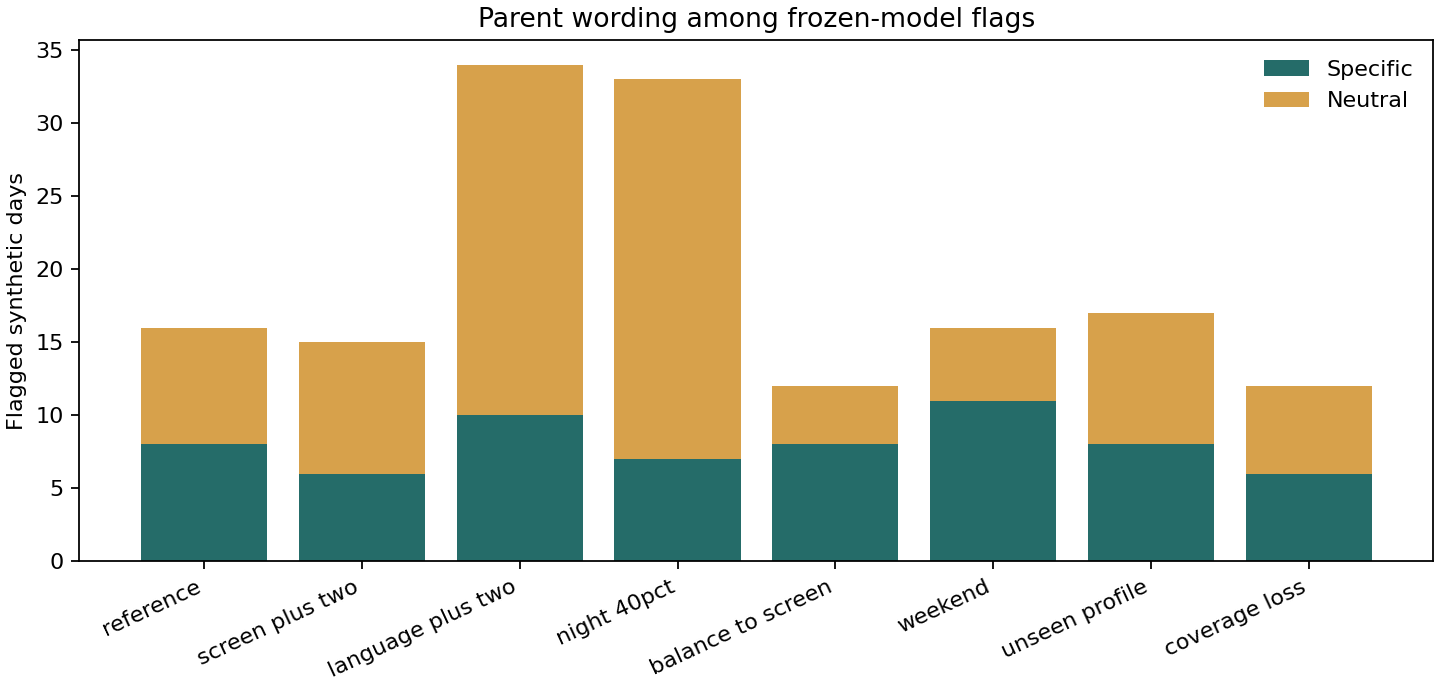 Parent wording among frozen-model flags
Specific
Neutral
Flagged synthetic days
35
30
25
20
15
10
5
0
reference
screen plus two
language plus two
night 40pct
balance to screen
weekend
unseen profile
coverage loss